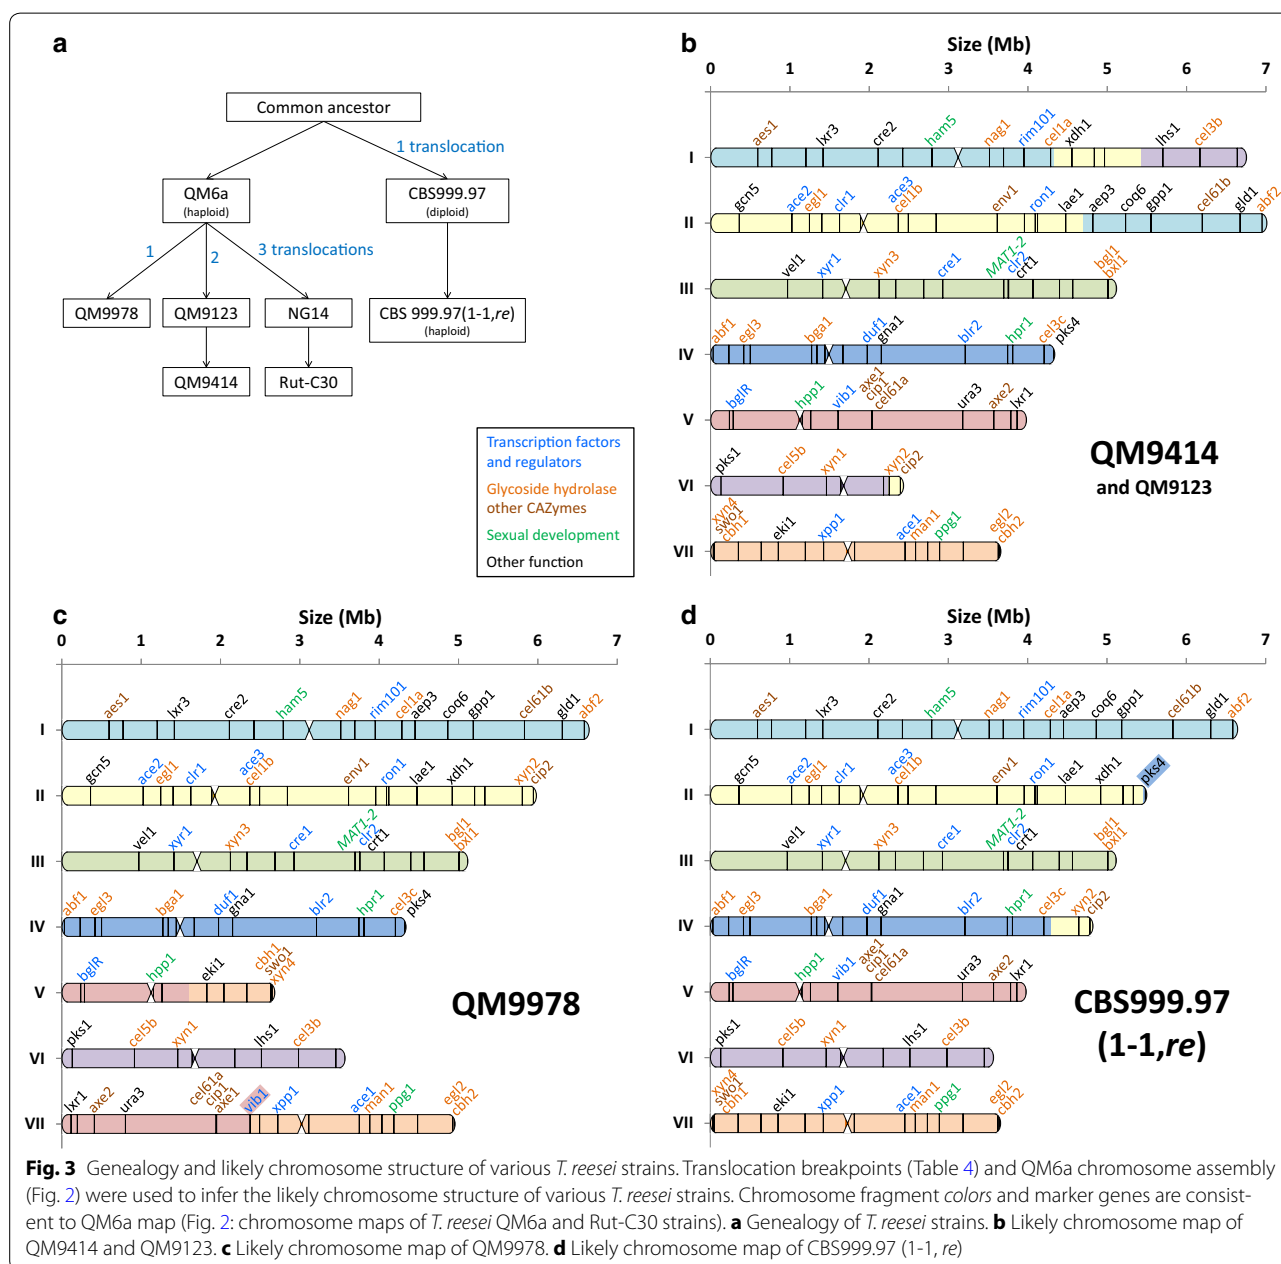 a
Common ancestor
1 translocation
QM6a
(haploid)
CBS999.97
(diploid)
1
2
3 translocations
QM9978
QM9123
NG14
CBS 999.97(1-1,re)
(haploid)
QM9414
Rut-C30
Transcription factors
and regulators
Glycoside hydrolase
other CAZymes
Sexual development
Other function
b
Size (Mb)
0 1 2 3 4 5 6 7
aes1 lxr3 cre2 ham5 nag1 rim101 cel1a xdh1 lhs1 cel3b
I
gcn5 ace2 egl1 clr1 ace3 cel1b env1 ron1 lae1 aep3 coq6 gpp1 cel61b gld1 abf2
II
vel1 xyr1 xyn3 cre1 MAT1-2 clr2 crt1 bgl1 bxl1
III
abf1 egl3 bga1 duf1 gna1 blr2 hpr1 cel3c pks4
IV
bglR hpp1 vib1 axe1 cip1 cel61a ura3 axe2 lxr1
V
pks1 cel5b xyn1 xyn2 cip2
VI
xyn4 swo1 cbh1 eki1 xpp1 ace1 man1 ppg1 egl2 cbh2
VII
QM9414
and QM9123
c
Size (Mb)
0 1 2 3 4 5 6 7
aes1 lxr3 cre2 ham5 nag1 rim101 cel1a aep3 coq6 gpp1 cel61b gld1 abf2
I
gcn5 ace2 egl1 clr1 ace3 cel1b env1 ron1 lae1 xdh1 xyn2 cip2
II
vel1 xyr1 xyn3 cre1 MAT1-2 clr2 crt1 bgl1 bxl1
III
abf1 egl3 bga1 duf1 gna1 blr2 hpr1 cel3c pks4
IV
bglR hpp1 eki1 cbh1 swo1 xyn4
V
pks1 cel5b xyn1 lhs1 cel3b
VI
lxr1 axe2 ura3 cel61a cip1 axe1 vib1 xpp1 ace1 man1 ppg1 egl2 cbh2
VII
QM9978
d
Size (Mb)
0 1 2 3 4 5 6 7
aes1 lxr3 cre2 ham5 nag1 rim101 cel1a aep3 coq6 gpp1 cel61b gld1 abf2
I
gcn5 ace2 egl1 clr1 ace3 cel1b env1 ron1 lae1 xdh1 pks4
II
vel1 xyr1 xyn3 cre1 MAT1-2 clr2 crt1 bgl1 bxl1
III
abf1 egl3 bga1 duf1 gna1 blr2 hpr1 cel3c xyn2 cip2
IV
bglR hpp1 vib1 axe1 cip1 cel61a ura3 axe2 lxr1
V
pks1 cel5b xyn1 lhs1 cel3b
VI
xyn4 swo1 cbh1 eki1 xpp1 ace1 man1 ppg1 egl2 cbh2
VII
CBS999.97
(1-1,re)
Fig. 3 Genealogy and likely chromosome structure of various T. reesei strains. Translocation breakpoints (Table 4) and QM6a chromosome assembly
(Fig. 2) were used to infer the likely chromosome structure of various T. reesei strains. Chromosome fragment colors and marker genes are consist-
ent to QM6a map (Fig. 2: chromosome maps of T. reesei QM6a and Rut-C30 strains). a Genealogy of T. reesei strains. b Likely chromosome map of
QM9414 and QM9123. c Likely chromosome map of QM9978. d Likely chromosome map of CBS999.97 (1-1, re)